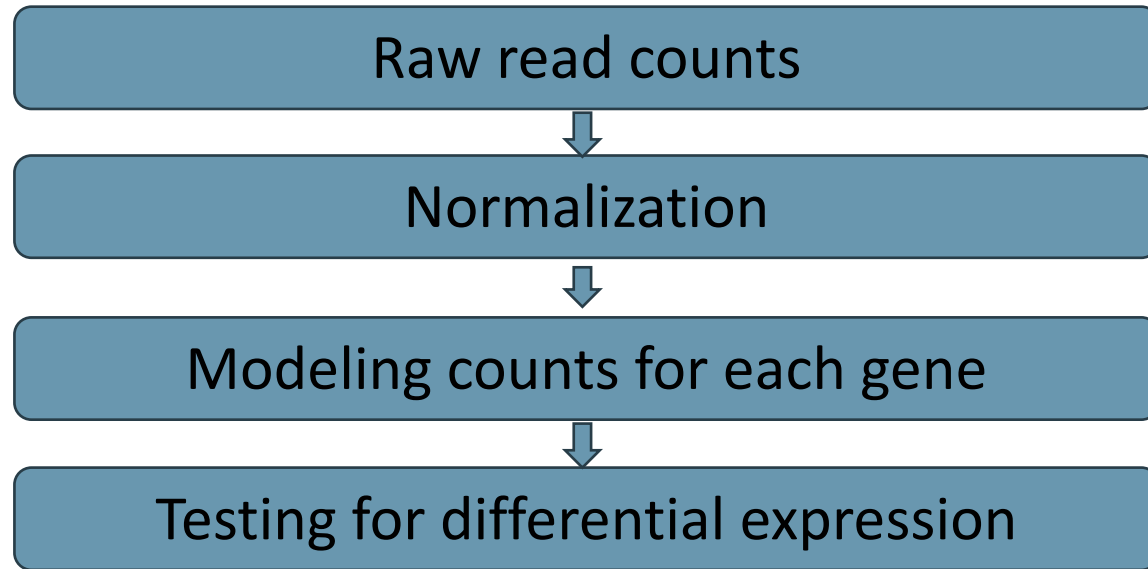 Raw read counts
Normalization
Modeling counts for each gene
Testing for differential expression